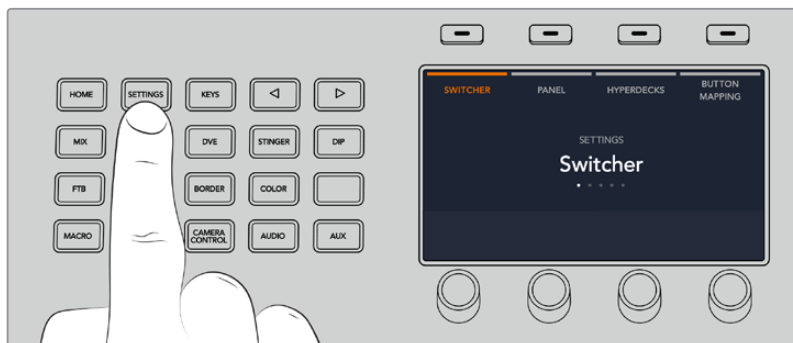 HOME SETTINGS KEYS
MIX DVE STINGER DIP
FTB BORDER COLOR
MACRO CAMERA CONTROL AUDIO AUX
SWITCHER PANEL HYPERDECKS BUTTON MAPPING
SETTINGS
Switcher